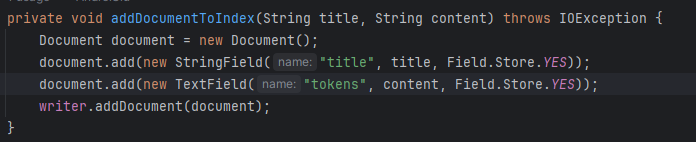 private void addDocumentToIndex(String title, String content) throws IOException {
    Document document = new Document();
    document.add(new StringField( name: "title", title, Field.Store.YES));
    document.add(new TextField( name: "tokens", content, Field.Store.YES));
    writer.addDocument(document);
}